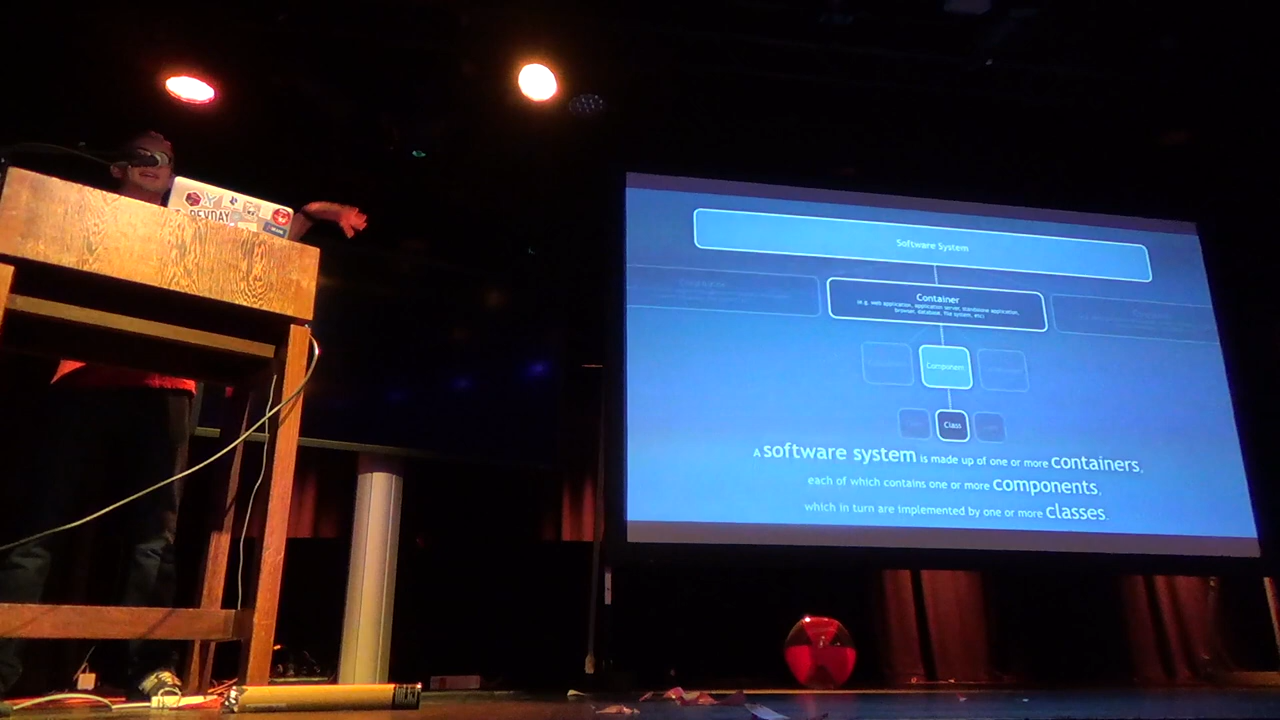 DEVDAY
Software System
Container
(e.g. web application, application server, standalone application,
browser, database, file system, etc)
Component
Class
A software system is made up of one or more containers,
each of which contains one or more components,
which in turn are implemented by one or more classes.